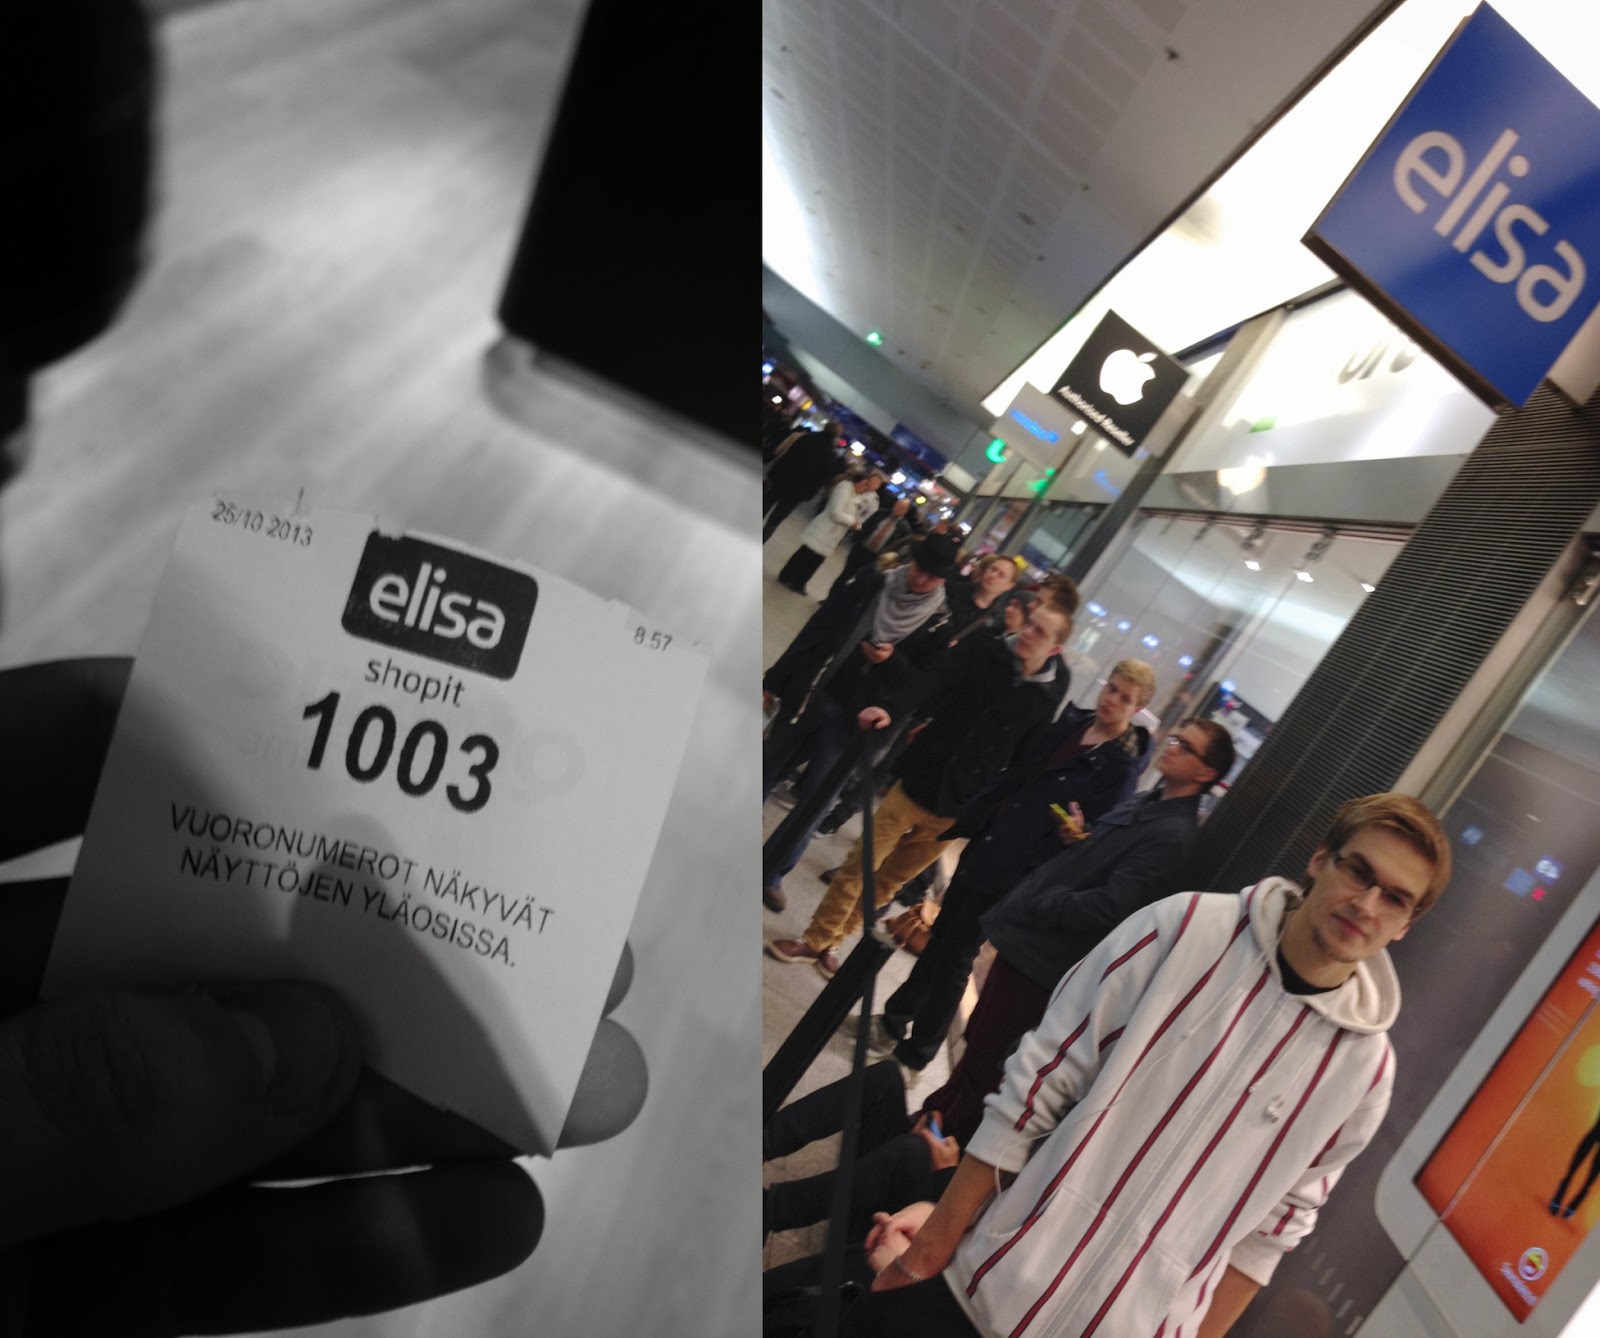 25/10 2013
elisa
8:57
shopit
1003
VUORONUMEROT NÄKYVÄT
NÄYTTÖJEN YLÄOSISSA.
elisa
Authorised Reseller